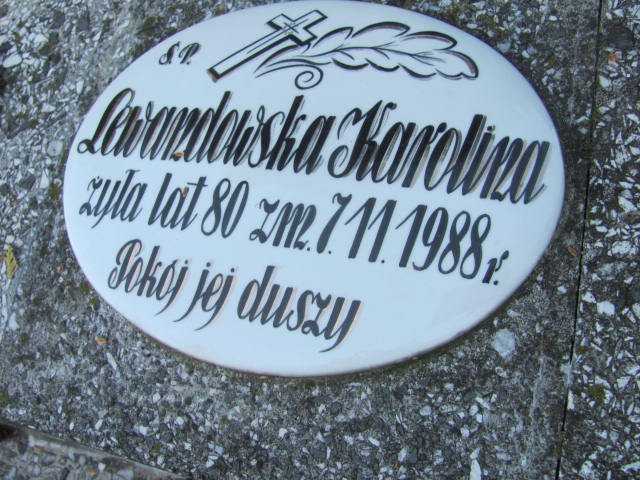 Ś P.
Lewandowska Karolina
żyła lat 80 zm. 7.11.1988 r.
Pokój jej duszy